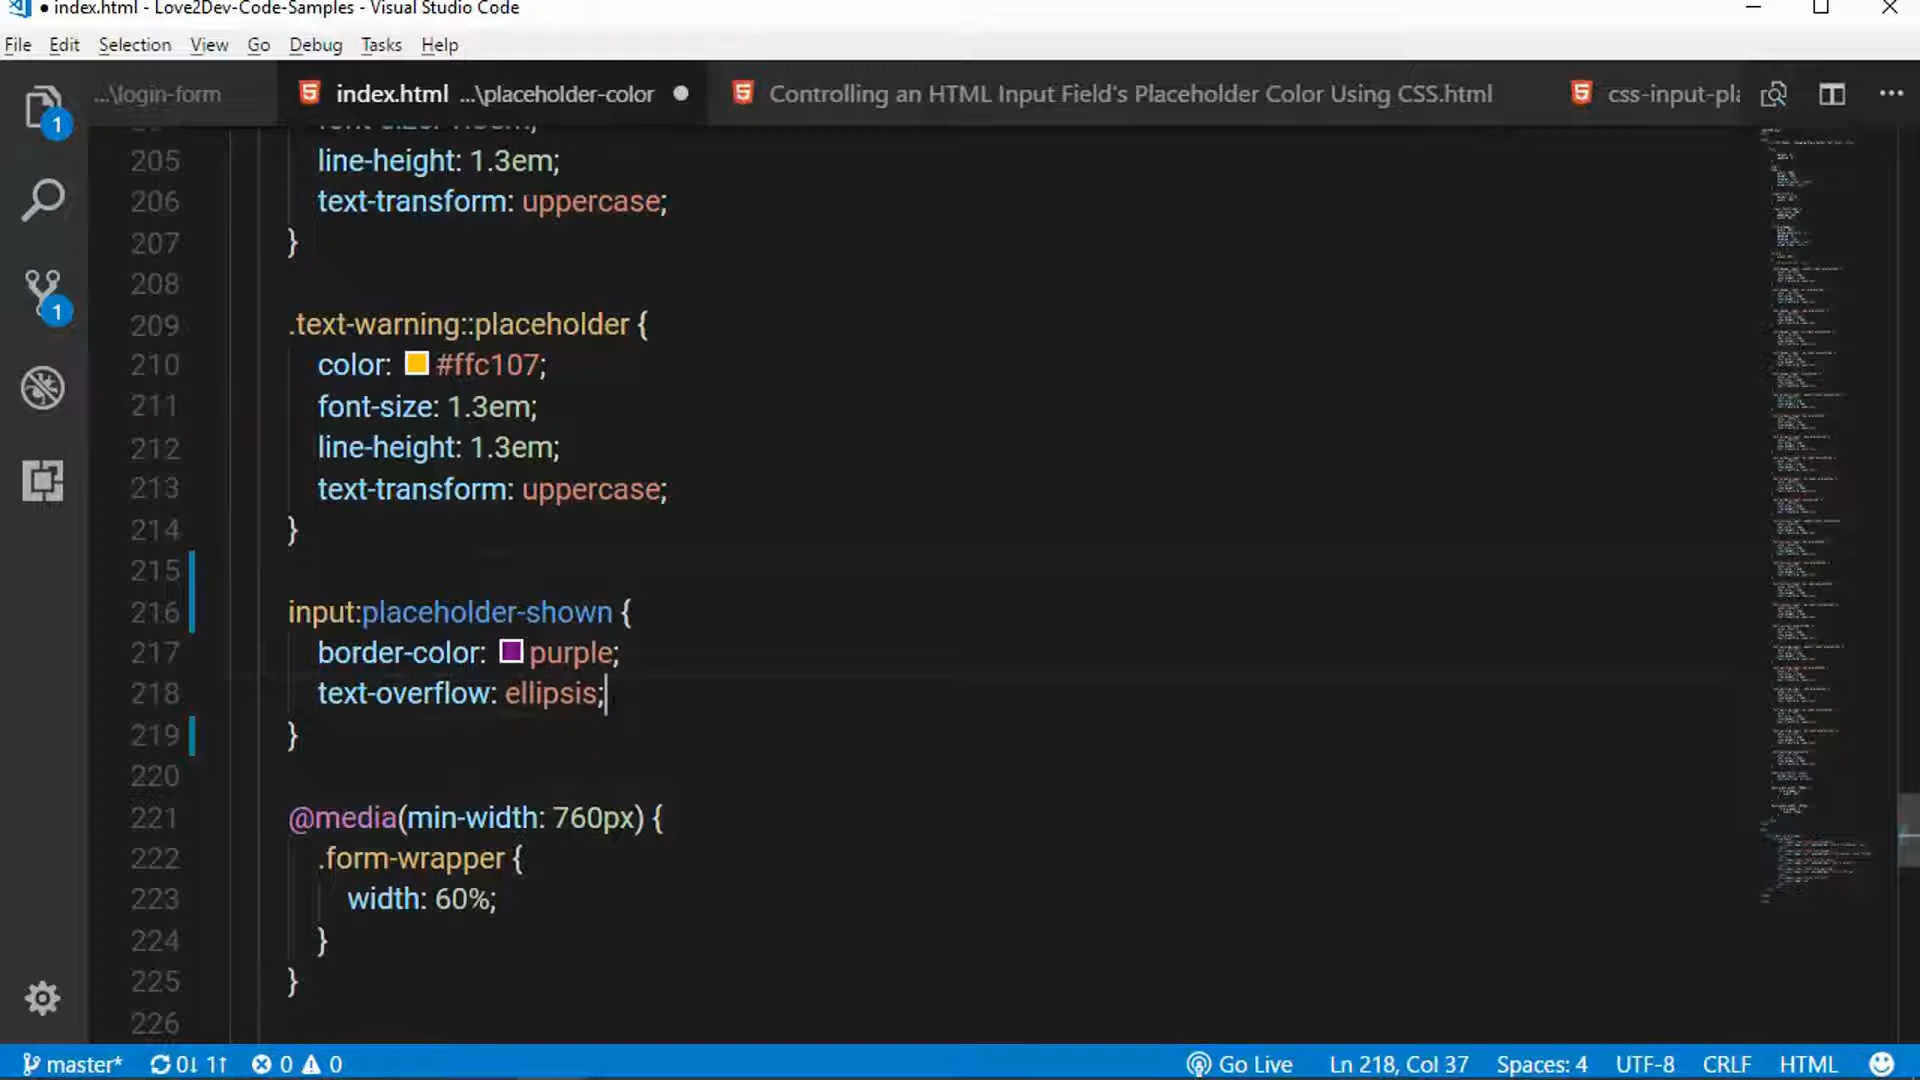 index.html - Love2Dev-Code-Samples - Visual Studio Code
File Edit Selection View Go Debug Tasks Help
...\login-form
index.html ...\placeholder-color
Controlling an HTML Input Field's Placeholder Color Using CSS.html
css-input-pla
1
1
205 line-height: 1.3em;
206 text-transform: uppercase;
207 }
208
209 .text-warning::placeholder {
210 color: #ffc107;
211 font-size: 1.3em;
212 line-height: 1.3em;
213 text-transform: uppercase;
214 }
215
216 input:placeholder-shown {
217 border-color: purple;
218 text-overflow: ellipsis;
219 }
220
221 @media(min-width: 760px) {
222 .form-wrapper {
223 width: 60%;
224 }
225 }
226
master* 0↓ 1↑ 0 0 Go Live Ln 218, Col 37 Spaces: 4 UTF-8 CRLF HTML